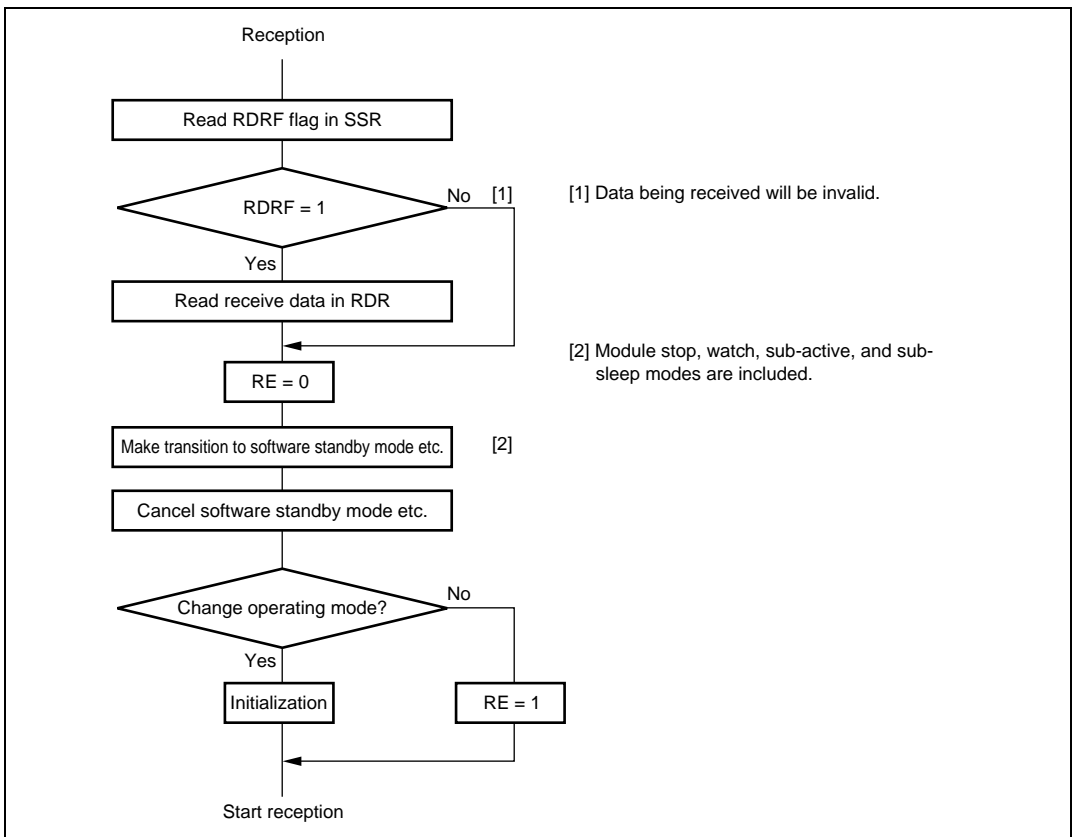 Reception
Read RDRF flag in SSR
RDRF = 1
No [1]
[1] Data being received will be invalid.
Yes
Read receive data in RDR
RE = 0
[2] Module stop, watch, sub-active, and sub-
sleep modes are included.
Make transition to software standby mode etc. [2]
Cancel software standby mode etc.
Change operating mode?
No
Yes
Initialization
RE = 1
Start reception